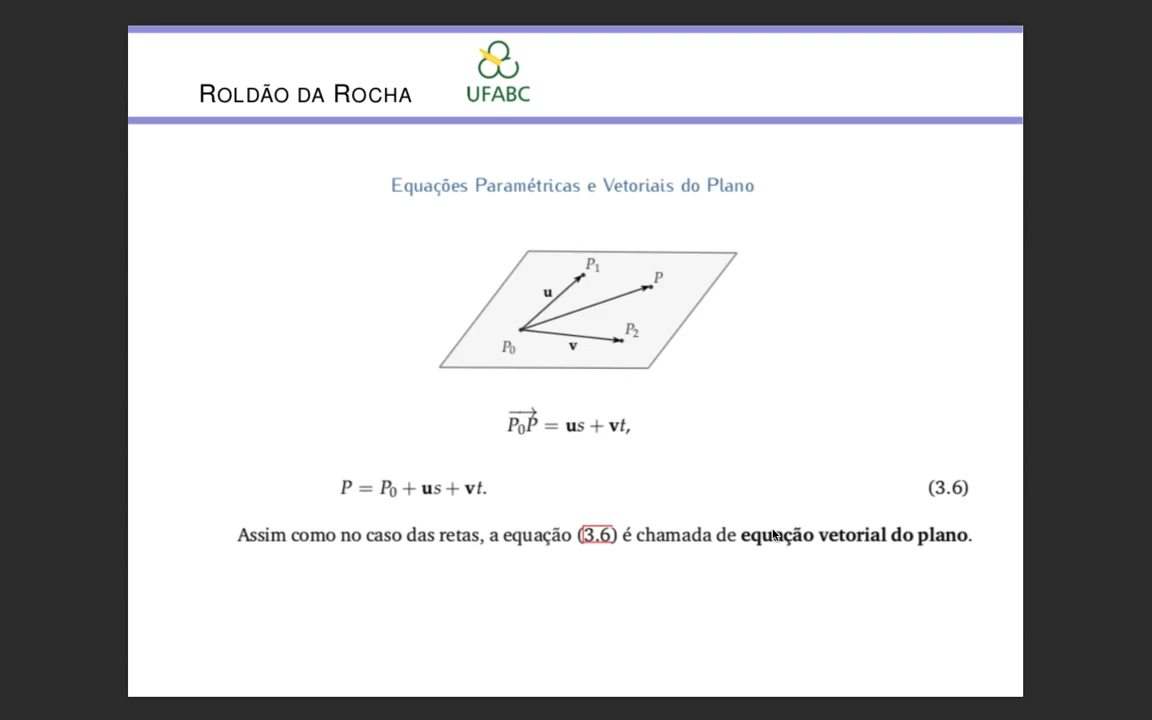 ROLDÃO DA ROCHA
UFABC
Equações Paramétricas e Vetoriais do Plano
P₁
P
u
P₂
P₀
v
P₀P = us + vt,
P = P₀ + us + vt. (3.6)
Assim como no caso das retas, a equação (3.6) é chamada de equação vetorial do plano.